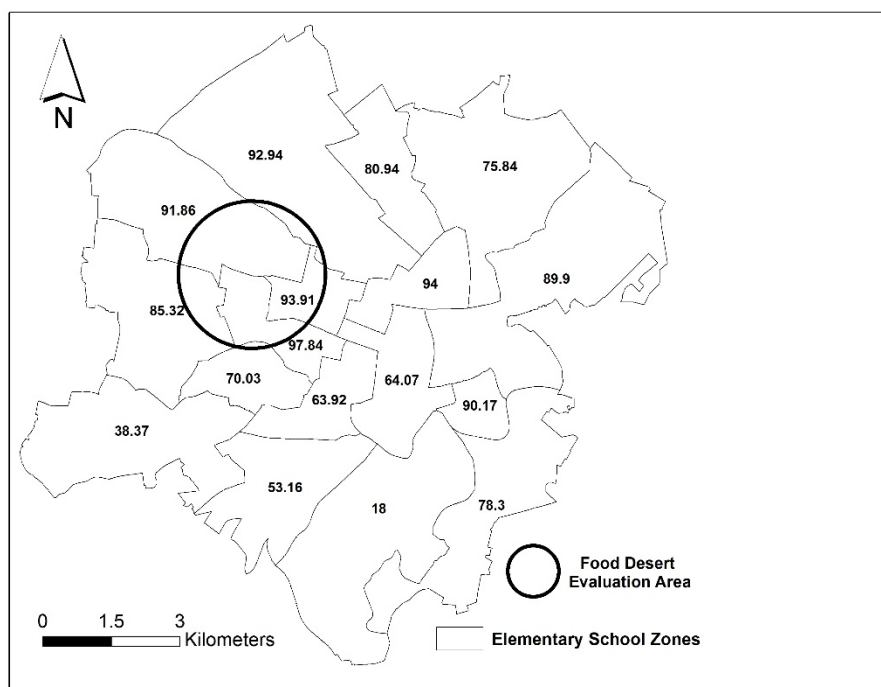 N
92.94
80.94
75.84
91.86
89.9
94
93.91
85.32
97.84
70.03
64.07
63.92
90.17
38.37
53.16
18
78.3
Food Desert
Evaluation Area
0 1.5 3
Kilometers
Elementary School Zones